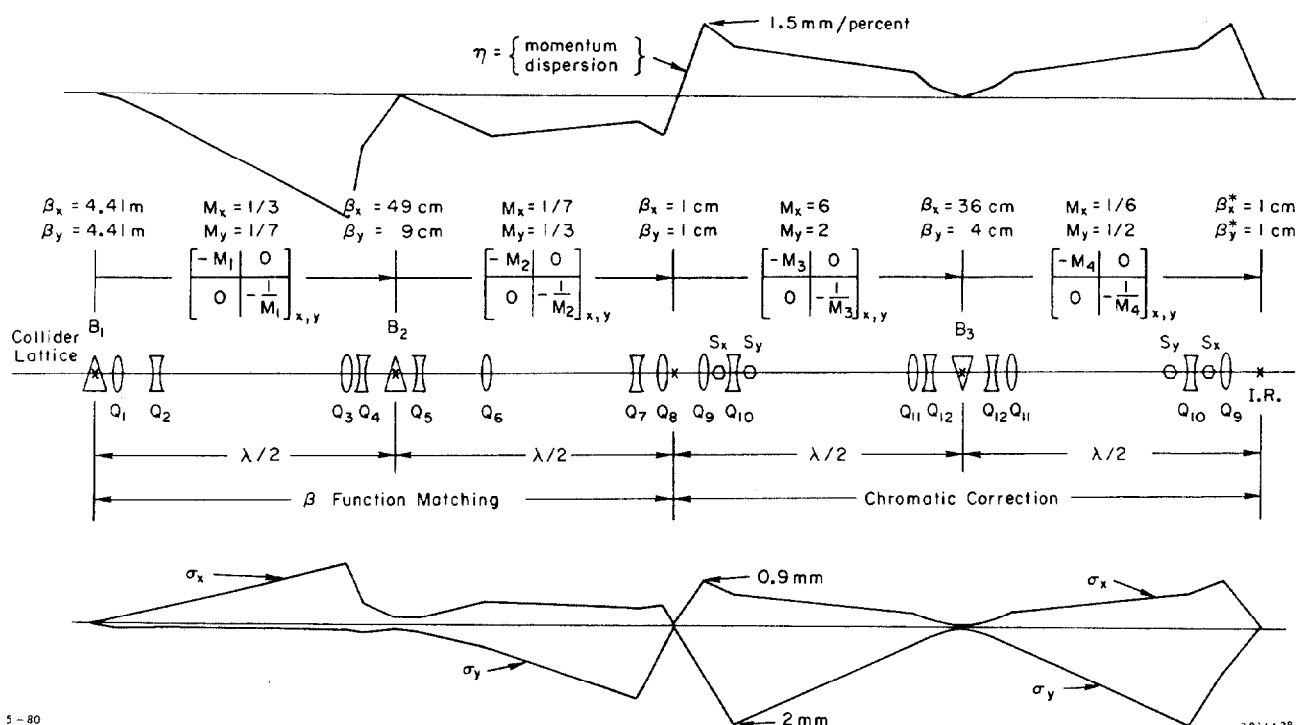 1.5 mm/percent
η = { momentum dispersion }
βx = 4.41m
βy = 4.41m
Mx = 1/3
My = 1/7
βx = 49 cm
βy = 9 cm
Mx = 1/7
My = 1/3
βx = 1 cm
βy = 1 cm
Mx = 6
My = 2
βx = 36 cm
βy = 4 cm
Mx = 1/6
My = 1/2
βx* = 1 cm
βy* = 1 cm
[-M1 0
0 -1/M1]x,y
[-M2 0
0 -1/M2]x,y
[-M3 0
0 -1/M3]x,y
[-M4 0
0 -1/M4]x,y
Collider
Lattice
B1
B2
B3
Sx Sy
Sy Sx
Q1 Q2 Q3 Q4 Q5 Q6 Q7 Q8 Q9 Q10 Q11 Q12 Q12 Q11 Q10 Q9
I.R.
λ/2 λ/2 λ/2 λ/2
β Function Matching
Chromatic Correction
σx
0.9 mm
σx
σy
σy
2 mm
5-80